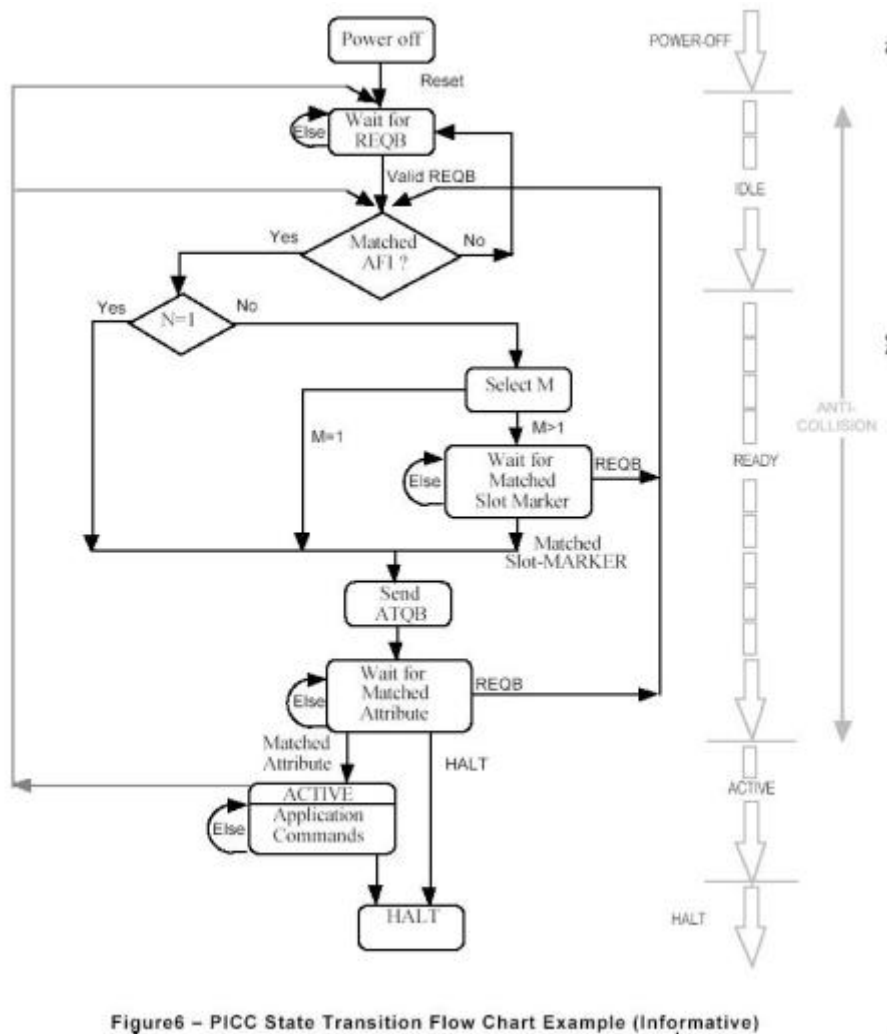 Power off
POWER-OFF
Reset
Wait for
REQB
Else
Valid REQB
IDLE
Matched
AFI ?
Yes
No
N=1
Yes
No
Select M
M=1
M>1
ANTI-
COLLISION
Wait for
Matched
Slot Marker
Else
REQB
READY
Matched
Slot-MARKER
Send
ATQB
Wait for
Matched
Attribute
Else
REQB
Matched
Attribute
HALT
ACTIVE
ACTIVE
Application
Commands
Else
HALT
HALT
Figure6 – PICC State Transition Flow Chart Example (Informative)